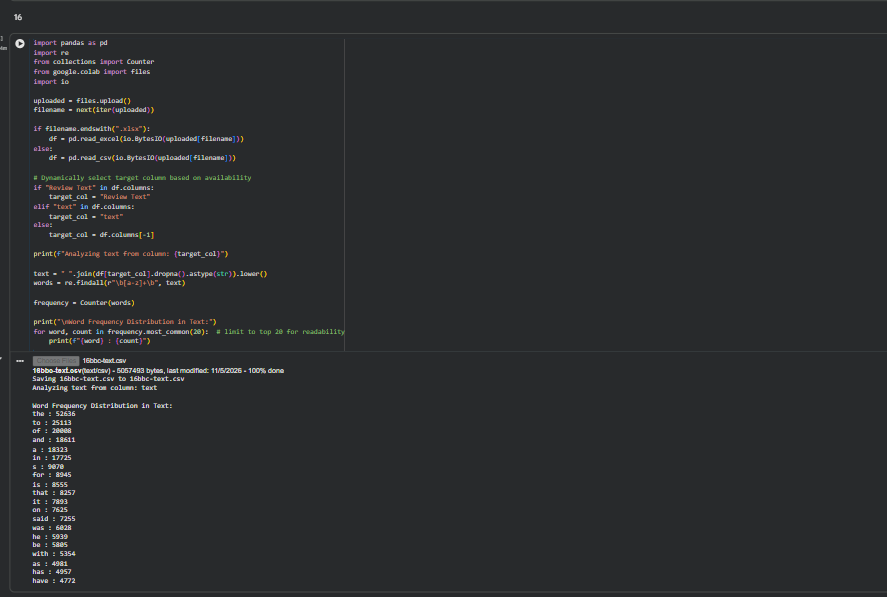 16
import pandas as pd
import re
from collections import Counter
from google.colab import files
import io
uploaded = files.upload()
filename = next(iter(uploaded))
if filename.endswith(".xlsx"):
    df = pd.read_excel(io.BytesIO(uploaded[filename]))
else:
    df = pd.read_csv(io.BytesIO(uploaded[filename]))
# Dynamically select target column based on availability
if "Review Text" in df.columns:
    target_col = "Review Text"
elif "text" in df.columns:
    target_col = "text"
else:
    target_col = df.columns[-1]
print(f"Analyzing text from column: {target_col}")
text = " ".join(df[target_col].dropna().astype(str)).lower()
words = re.findall(r"\b[a-z]+\b", text)
frequency = Counter(words)
print("\nWord Frequency Distribution in Text:")
for word, count in frequency.most_common(20):  # limit to top 20 for readability
    print(f"{word} : {count}")
Choose Files 16bbc-text.csv
16bbc-text.csv(text/csv) - 5057493 bytes, last modified: 11/5/2026 - 100% done
Saving 16bbc-text.csv to 16bbc-text.csv
Analyzing text from column: text
Word Frequency Distribution in Text:
the : 52636
to : 25113
of : 20008
and : 18611
a : 18323
in : 17725
s : 9070
for : 8945
is : 8555
that : 8257
it : 7893
on : 7625
said : 7255
was : 6028
he : 5939
be : 5805
with : 5354
as : 4981
has : 4957
have : 4772